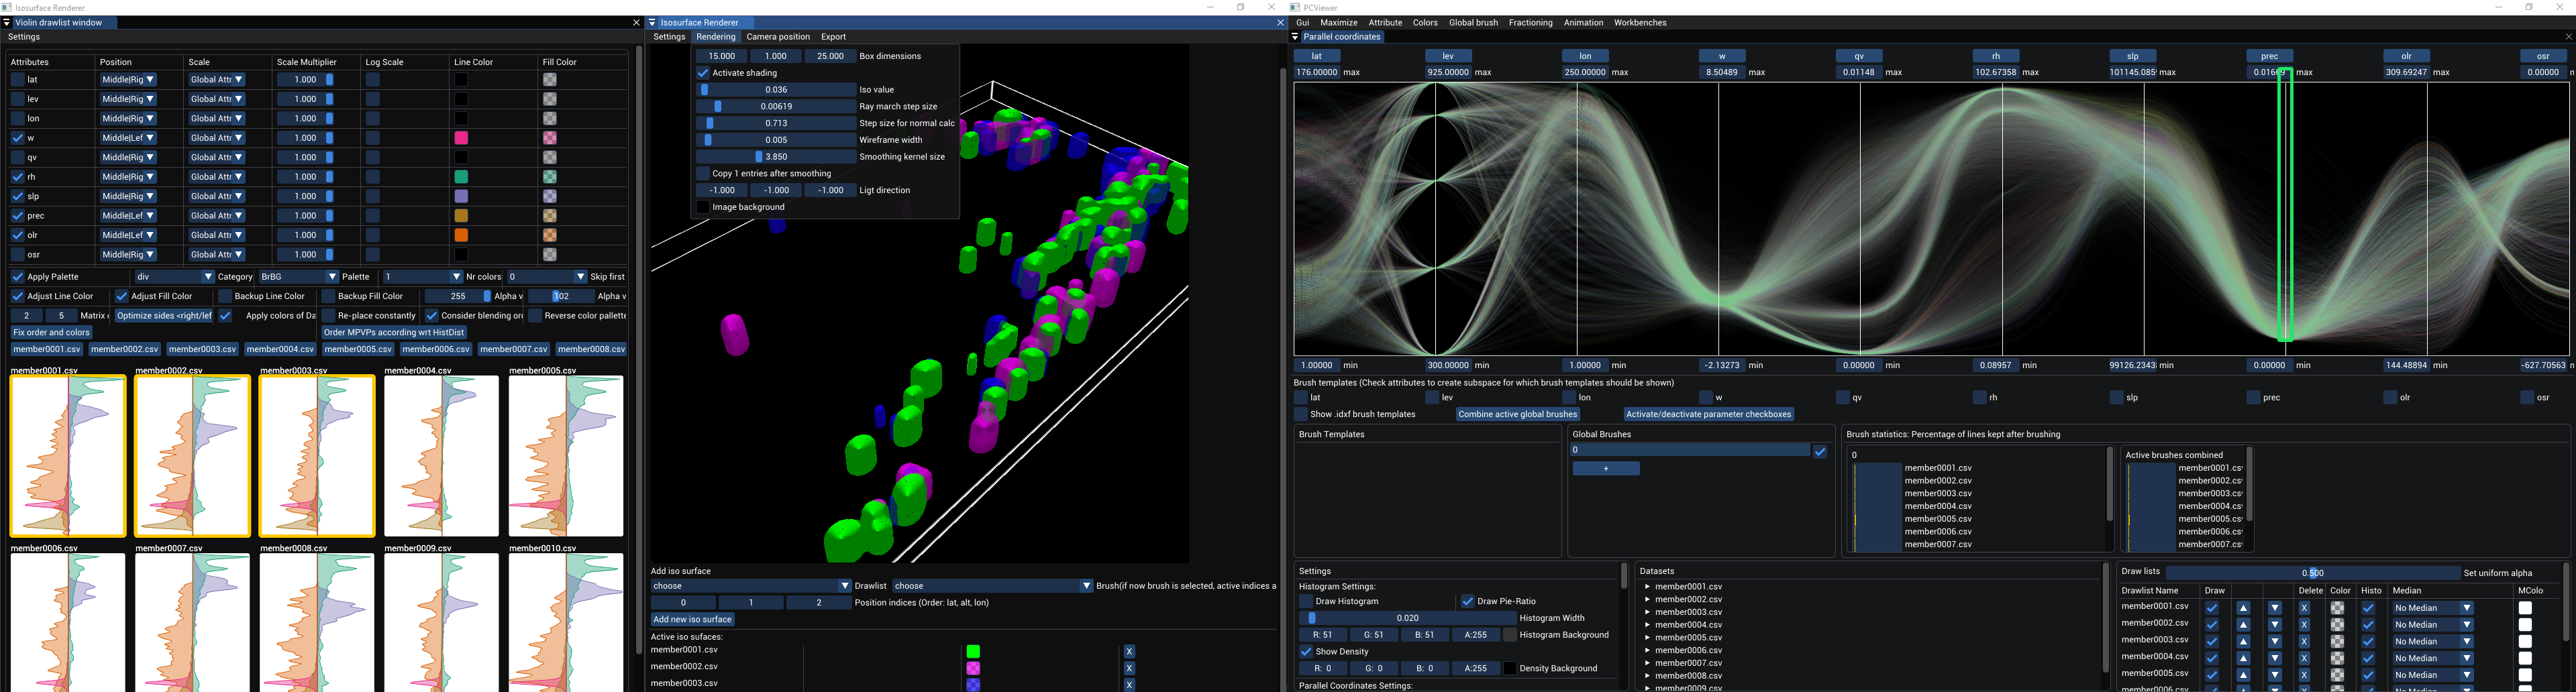 Isosurface Renderer
Violin drawlist window
Settings
Attributes Position Scale Scale Multiplier Log Scale Line Color Fill Color
lat Middle|Rig Global Attr 1.000
lev Middle|Rig Global Attr 1.000
lon Middle|Rig Global Attr 1.000
w Middle|Lef Global Attr 1.000
qv Middle|Rig Global Attr 1.000
rh Middle|Rig Global Attr 1.000
slp Middle|Rig Global Attr 1.000
prec Middle|Lef Global Attr 1.000
olr Middle|Lef Global Attr 1.000
osr Middle|Rig Global Attr 1.000
Apply Palette div Category BrBG Palette 1 Nr colors 0 Skip first
Adjust Line Color Adjust Fill Color Backup Line Color Backup Fill Color 255 Alpha v 102 Alpha v
2 5 Matrix Optimize sides <right/lef Apply colors of Da Re-place constantly Consider blending or Reverse color pallette
Fix order and colors Order MPVPs according wrt HistDist
member0001.csv member0002.csv member0003.csv member0004.csv member0005.csv member0006.csv member0007.csv member0008.csv
member0001.csv member0002.csv member0003.csv member0004.csv member0005.csv
member0006.csv member0007.csv member0008.csv member0009.csv member0010.csv
Isosurface Renderer
Settings Rendering Camera position Export
15.000 1.000 25.000 Box dimensions
Activate shading
0.036 Iso value
0.00619 Ray march step size
0.713 Step size for normal calc
0.005 Wireframe width
3.850 Smoothing kernel size
Copy 1 entries after smoothing
-1.000 -1.000 -1.000 Ligt direction
Image background
Add iso surface
choose Drawlist choose Brush(if now brush is selected, active indices a
0 1 2 Position indices (Order: lat, alt, lon)
Add new iso surface
Active iso sufaces:
member0001.csv X
member0002.csv X
member0003.csv X
PCViewer
Gui Maximize Attribute Colors Global brush Fractioning Animation Workbenches
Parallel coordinates
lat lev lon w qv rh slp prec olr osr
176.00000 max 925.00000 max 250.00000 max 8.50489 max 0.01148 max 102.67358 max 101145.085 max max 309.69247 max 0.00000
1.00000 min 300.00000 min 1.00000 min -2.13273 min 0.00000 min 0.08957 min 99126.2343 min 0.00000 min 144.48894 min -627.70563
Brush templates (Check attributes to create subspace for which brush templates should be shown)
lat lev lon w qv rh slp prec olr osr
Show .idxf brush templates Combine active global brushes Activate/deactivate parameter checkboxes
Brush Templates
Global Brushes
0
+
Brush statistics: Percentage of lines kept after brushing
0
member0001.csv
member0002.csv
member0003.csv
member0004.csv
member0005.csv
member0006.csv
member0007.csv
Active brushes combined
member0001.cs
member0002.cs
member0003.cs
member0004.cs
member0005.cs
member0006.cs
member0007.cs
Settings
Histogram Settings:
Draw Histogram Draw Pie-Ratio
0.020 Histogram Width
R: 51 G: 51 B: 51 A:255 Histogram Background
Show Density
R: 0 G: 0 B: 0 A:255 Density Background
Parallel Coordinates Settings:
Datasets
member0001.csv
member0002.csv
member0003.csv
member0004.csv
member0005.csv
member0006.csv
member0007.csv
member0008.csv
member0009.csv
Draw lists 0.500 Set uniform alpha
Drawlist Name Draw Delete Color Histo Median MColo
member0001.csv X No Median
member0002.csv X No Median
member0003.csv X No Median
member0004.csv X No Median
member0005.csv X No Median
member0006.csv